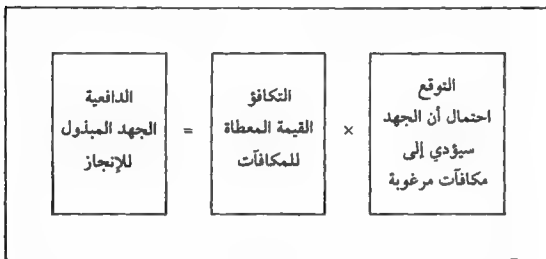 التوقع
احتمال أن الجهد
سيؤدي إلى
مكافآت مرغوبة
×
التكافؤ
القيمة المعطاة
للمكافآت
=
الدافعية
الجهد المبذول
للإنجاز